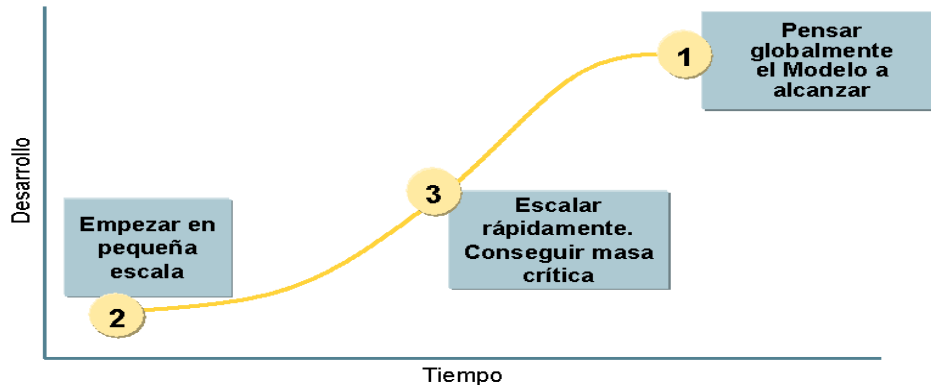 Pensar
globalmente
el Modelo a
alcanzar
1
3
Escalar
rápidamente.
Conseguir masa
crítica
Empezar en
pequeña
escala
2
Desarrollo
Tiempo